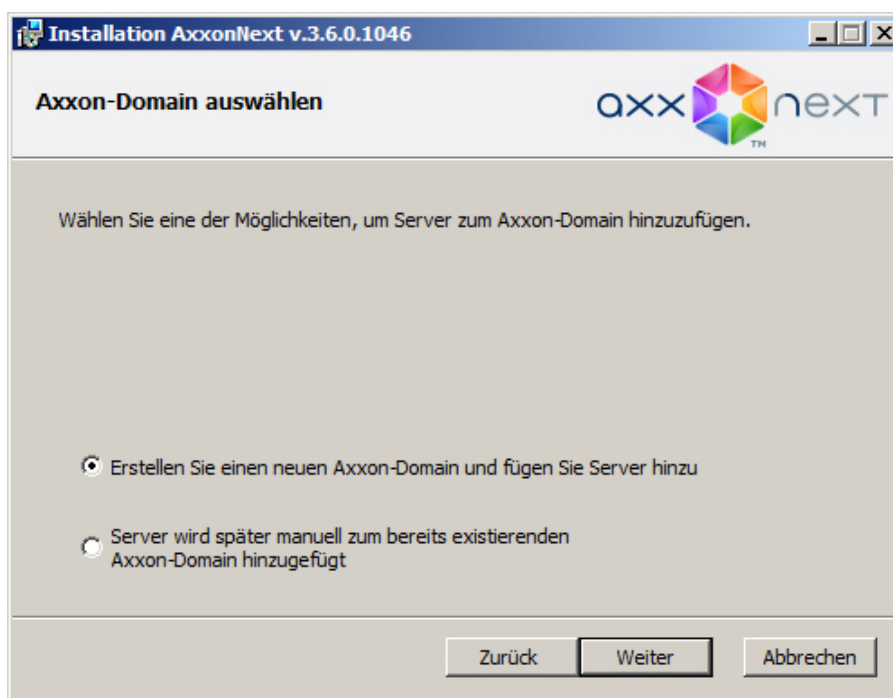 Installation AxxonNext v.3.6.0.1046
Axxon-Domain auswählen
axx next
TM
Wählen Sie eine der Möglichkeiten, um Server zum Axxon-Domain hinzuzufügen.
Erstellen Sie einen neuen Axxon-Domain und fügen Sie Server hinzu
Server wird später manuell zum bereits existierenden
Axxon-Domain hinzugefügt
Zurück Weiter Abbrechen